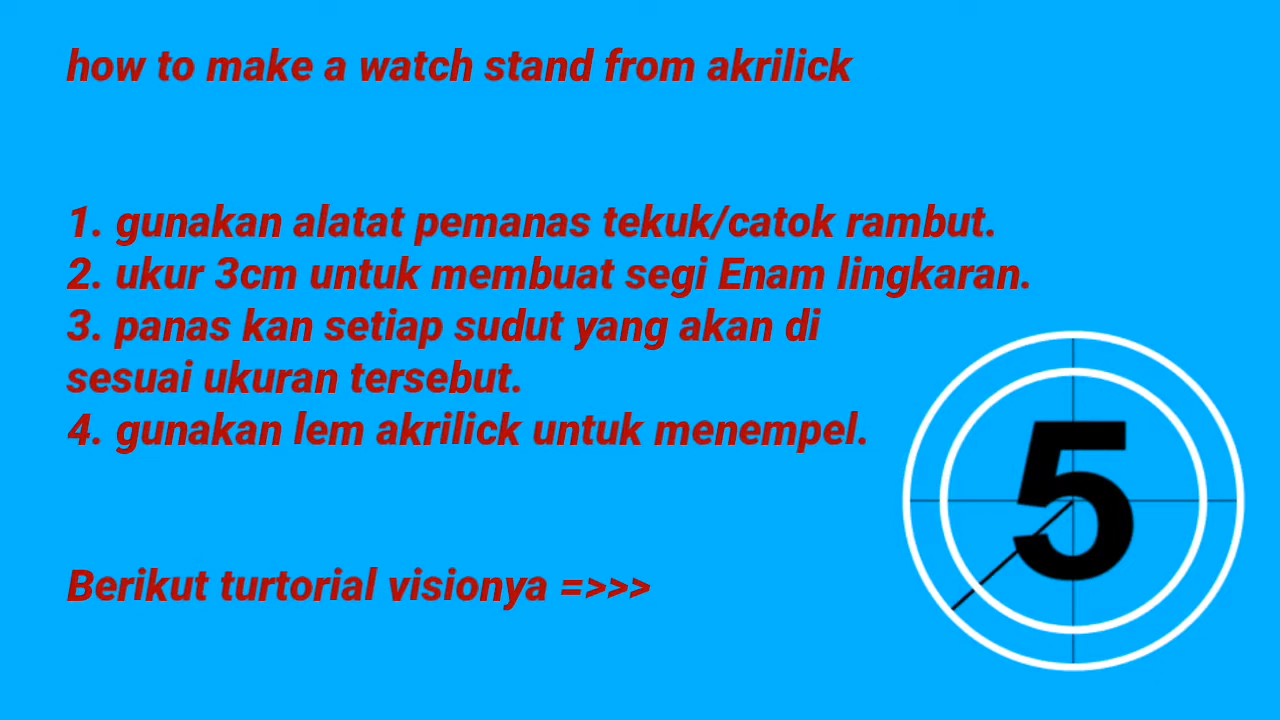 how to make a watch stand from akrilick
1. gunakan alatat pemanas tekuk/catok rambut.
2. ukur 3cm untuk membuat segi Enam lingkaran.
3. panas kan setiap sudut yang akan di
sesuai ukuran tersebut.
4. gunakan lem akrilick untuk menempel.
5
Berikut turtorial visionya =>>>